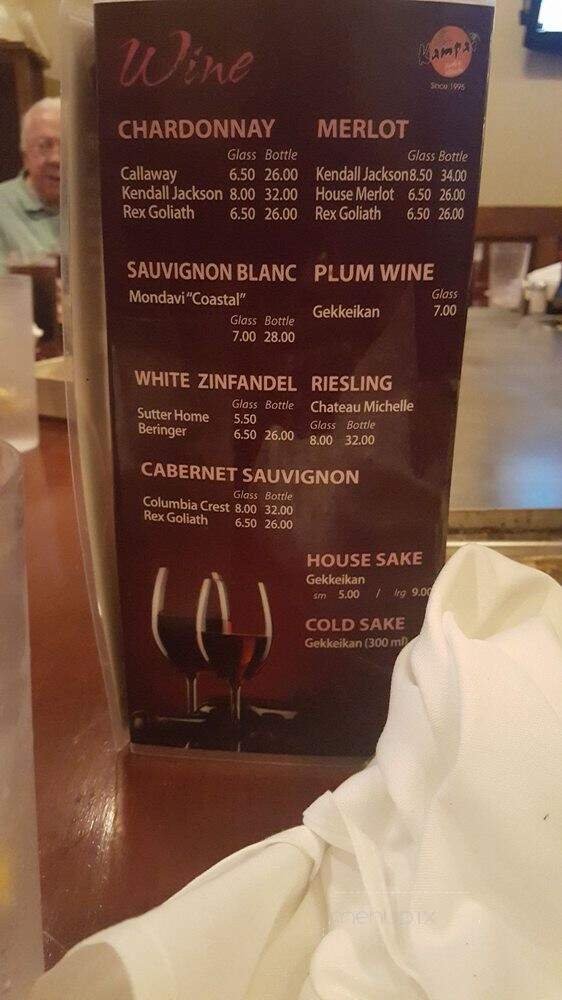 Wine
Kampai
Since 1995
CHARDONNAY
Glass Bottle
Callaway 6.50 26.00
Kendall Jackson 8.00 32.00
Rex Goliath 6.50 26.00
MERLOT
Glass Bottle
Kendall Jackson 8.50 34.00
House Merlot 6.50 26.00
Rex Goliath 6.50 26.00
SAUVIGNON BLANC
Mondavi "Coastal"
Glass Bottle
7.00 28.00
PLUM WINE
Glass
Gekkeikan 7.00
WHITE ZINFANDEL
Glass Bottle
Sutter Home 5.50
Beringer 6.50 26.00
RIESLING
Chateau Michelle
Glass Bottle
8.00 32.00
CABERNET SAUVIGNON
Glass Bottle
Columbia Crest 8.00 32.00
Rex Goliath 6.50 26.00
HOUSE SAKE
Gekkeikan
sm 5.00 / lrg 9.00
COLD SAKE
Gekkeikan (300 ml)
menupix